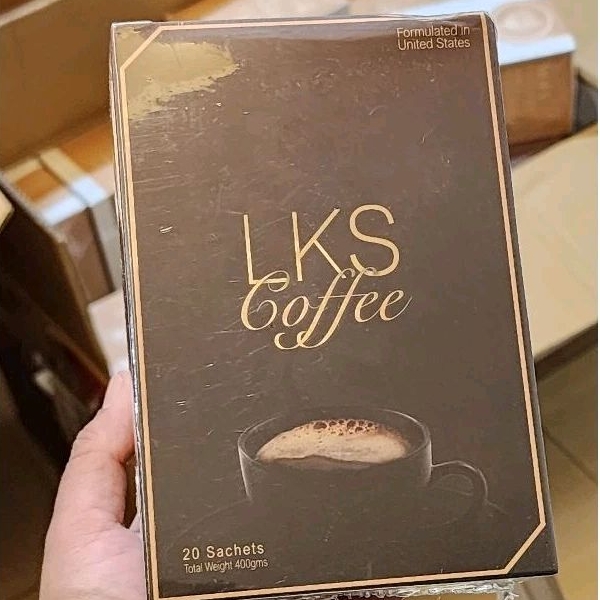 Formulated in
United States
LKS
Coffee
20 Sachets
Total Weight 400gms